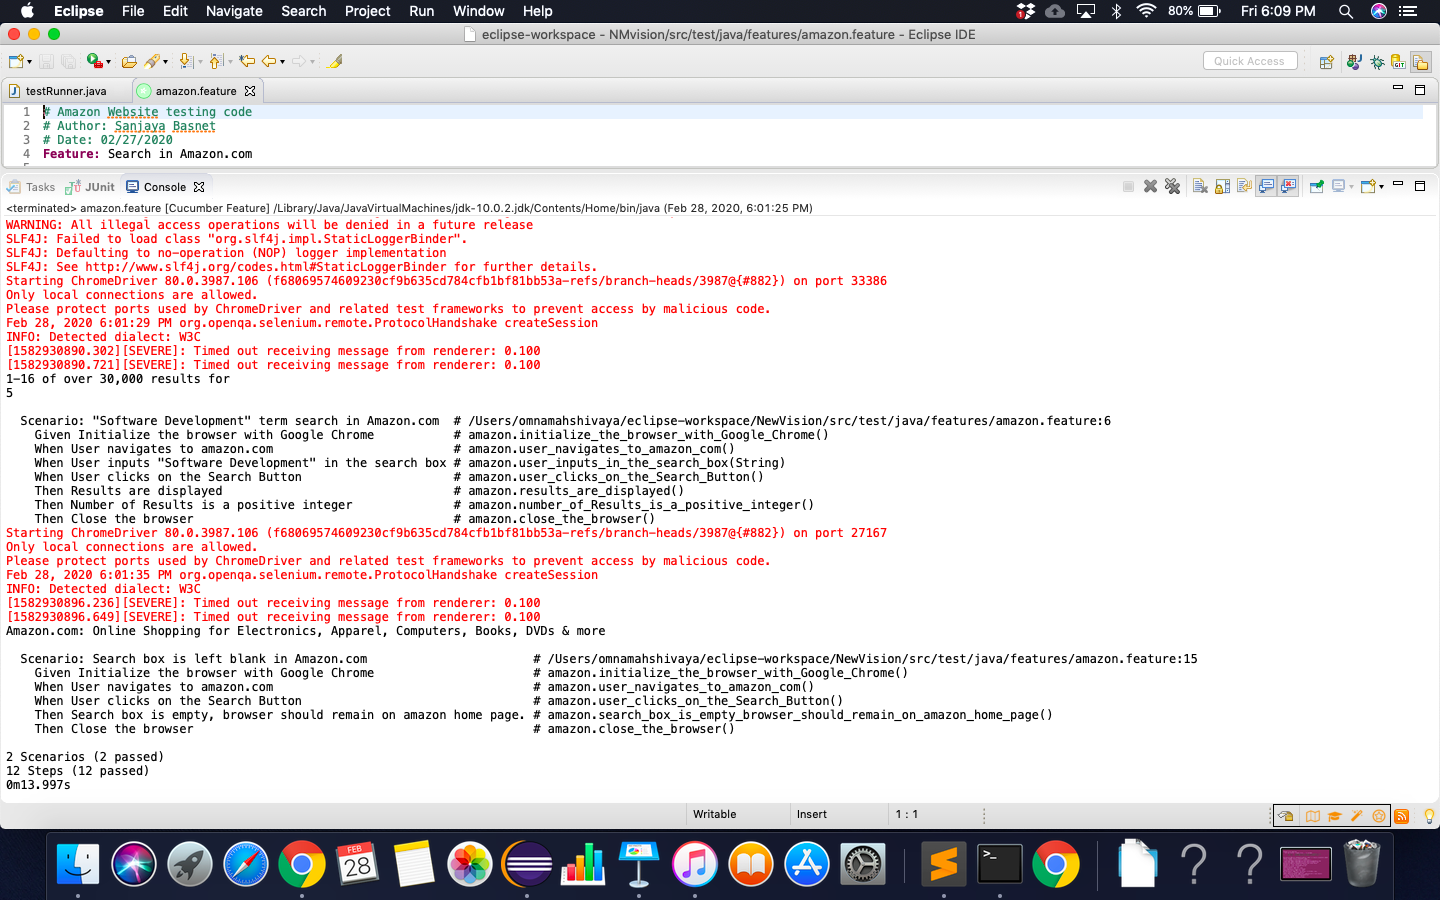 Eclipse File Edit Navigate Search Project Run Window Help 80% Fri 6:09 PM
eclipse-workspace - NMvision/src/test/java/features/amazon.feature - Eclipse IDE
Quick Access
testRunner.java amazon.feature
1 # Amazon Website testing code
2 # Author: Sanjaya Basnet
3 # Date: 02/27/2020
4 Feature: Search in Amazon.com
Tasks JUnit Console
<terminated> amazon.feature [Cucumber Feature] /Library/Java/JavaVirtualMachines/jdk-10.0.2.jdk/Contents/Home/bin/java (Feb 28, 2020, 6:01:25 PM)
WARNING: All illegal access operations will be denied in a future release
SLF4J: Failed to load class "org.slf4j.impl.StaticLoggerBinder".
SLF4J: Defaulting to no-operation (NOP) logger implementation
SLF4J: See http://www.slf4j.org/codes.html#StaticLoggerBinder for further details.
Starting ChromeDriver 80.0.3987.106 (f68069574609230cf9b635cd784cfb1bf81bb53a-refs/branch-heads/3987@{#882}) on port 33386
Only local connections are allowed.
Please protect ports used by ChromeDriver and related test frameworks to prevent access by malicious code.
Feb 28, 2020 6:01:29 PM org.openqa.selenium.remote.ProtocolHandshake createSession
INFO: Detected dialect: W3C
[1582930890.302][SEVERE]: Timed out receiving message from renderer: 0.100
[1582930890.721][SEVERE]: Timed out receiving message from renderer: 0.100
1-16 of over 30,000 results for
5
Scenario: "Software Development" term search in Amazon.com # /Users/omnamahshivaya/eclipse-workspace/NewVision/src/test/java/features/amazon.feature:6
Given Initialize the browser with Google Chrome # amazon.initialize_the_browser_with_Google_Chrome()
When User navigates to amazon.com # amazon.user_navigates_to_amazon_com()
When User inputs "Software Development" in the search box # amazon.user_inputs_in_the_search_box(String)
When User clicks on the Search Button # amazon.user_clicks_on_the_Search_Button()
Then Results are displayed # amazon.results_are_displayed()
Then Number of Results is a positive integer # amazon.number_of_Results_is_a_positive_integer()
Then Close the browser # amazon.close_the_browser()
Starting ChromeDriver 80.0.3987.106 (f68069574609230cf9b635cd784cfb1bf81bb53a-refs/branch-heads/3987@{#882}) on port 27167
Only local connections are allowed.
Please protect ports used by ChromeDriver and related test frameworks to prevent access by malicious code.
Feb 28, 2020 6:01:35 PM org.openqa.selenium.remote.ProtocolHandshake createSession
INFO: Detected dialect: W3C
[1582930896.236][SEVERE]: Timed out receiving message from renderer: 0.100
[1582930896.649][SEVERE]: Timed out receiving message from renderer: 0.100
Amazon.com: Online Shopping for Electronics, Apparel, Computers, Books, DVDs & more
Scenario: Search box is left blank in Amazon.com # /Users/omnamahshivaya/eclipse-workspace/NewVision/src/test/java/features/amazon.feature:15
Given Initialize the browser with Google Chrome # amazon.initialize_the_browser_with_Google_Chrome()
When User navigates to amazon.com # amazon.user_navigates_to_amazon_com()
When User clicks on the Search Button # amazon.user_clicks_on_the_Search_Button()
Then Search box is empty, browser should remain on amazon home page. # amazon.search_box_is_empty_browser_should_remain_on_amazon_home_page()
Then Close the browser # amazon.close_the_browser()
2 Scenarios (2 passed)
12 Steps (12 passed)
0m13.997s
Writable Insert 1 : 1
FEB
28